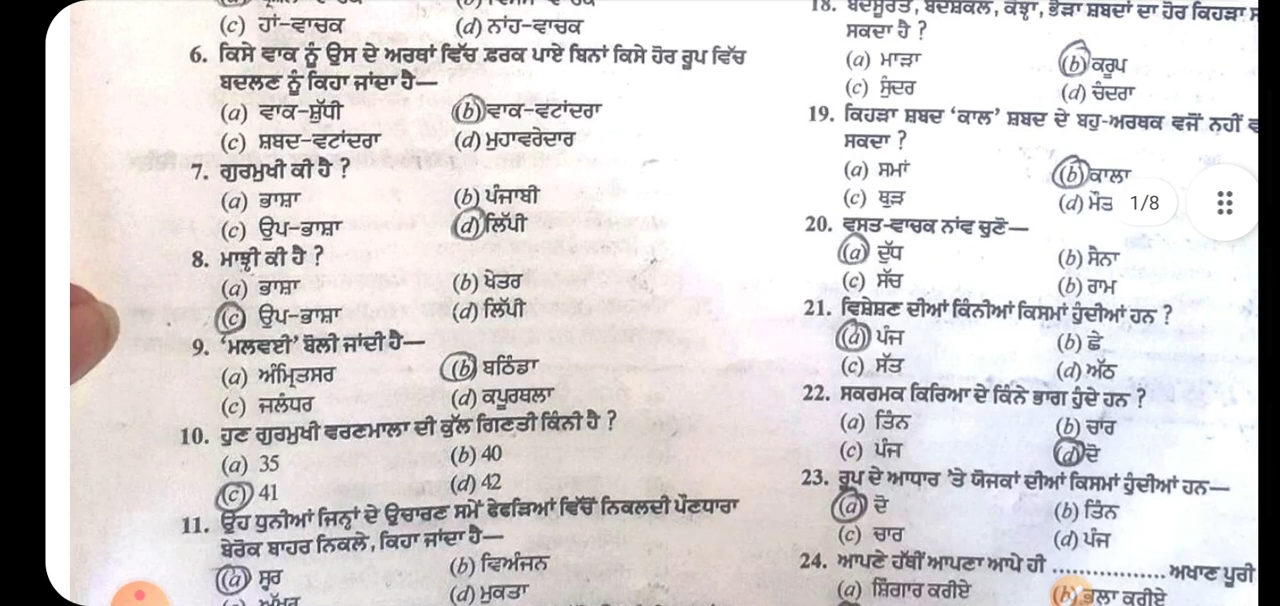 (c) ਹਾਂ-ਵਾਚਕ
(d) ਨਾਂਹ-ਵਾਚਕ
6. ਕਿਸੇ ਵਾਕ ਨੂੰ ਉਸ ਦੇ ਅਰਥਾਂ ਵਿੱਚ ਫ਼ਰਕ ਪਾਏ ਬਿਨਾਂ ਕਿਸੇ ਹੋਰ ਰੂਪ ਵਿੱਚ
ਬਦਲਣ ਨੂੰ ਕਿਹਾ ਜਾਂਦਾ ਹੈ—
(a) ਵਾਕ-ਸ਼ੁੱਧੀ
(b) ਵਾਕ-ਵਟਾਂਦਰਾ
(c) ਸ਼ਬਦ-ਵਟਾਂਦਰਾ
(d) ਮੁਹਾਵਰੇਦਾਰ
7. ਗੁਰਮੁਖੀ ਕੀ ਹੈ ?
(a) ਭਾਸ਼ਾ
(b) ਪੰਜਾਬੀ
(c) ਉਪ-ਭਾਸ਼ਾ
(d) ਲਿੱਪੀ
8. ਮਾਝੀ ਕੀ ਹੈ ?
(a) ਭਾਸ਼ਾ
(b) ਖੇਤਰ
(c) ਉਪ-ਭਾਸ਼ਾ
(d) ਲਿੱਪੀ
9. ‘ਮਲਵਈ’ ਬੋਲੀ ਜਾਂਦੀ ਹੈ—
(a) ਅੰਮ੍ਰਿਤਸਰ
(b) ਬਠਿੰਡਾ
(c) ਜਲੰਧਰ
(d) ਕਪੂਰਥਲਾ
10. ਹੁਣ ਗੁਰਮੁਖੀ ਵਰਣਮਾਲਾ ਦੀ ਕੁੱਲ ਗਿਣਤੀ ਕਿੰਨੀ ਹੈ ?
(a) 35
(b) 40
(c) 41
(d) 42
11. ਉਹ ਧੁਨੀਆਂ ਜਿਨ੍ਹਾਂ ਦੇ ਉਚਾਰਣ ਸਮੇਂ ਫੇਫੜਿਆਂ ਵਿੱਚੋਂ ਨਿਕਲਦੀ ਪੌਣਧਾਰਾ
ਬੇਰੋਕ ਬਾਹਰ ਨਿਕਲੇ, ਕਿਹਾ ਜਾਂਦਾ ਹੈ—
(a) ਸੁਰ
(b) ਵਿਅੰਜਨ
(d) ਮੁਕਤਾ
18. ਬਦਸੂਰਤ, ਬਦਸ਼ਕਲ, ਕੋਝਾ, ਭੈੜਾ ਸ਼ਬਦਾਂ ਦਾ ਹੋਰ ਕਿਹੜਾ
ਸਕਦਾ ਹੈ ?
(a) ਮਾੜਾ
(b) ਕਰੂਪ
(c) ਸੁੰਦਰ
(d) ਚੰਦਰਾ
19. ਕਿਹੜਾ ਸ਼ਬਦ ‘ਕਾਲ’ ਸ਼ਬਦ ਦੇ ਬਹੁ-ਅਰਥਕ ਵਜੋਂ ਨਹੀਂ
ਸਕਦਾ ?
(a) ਸਮਾਂ
(b) ਕਾਲਾ
(c) ਥੁੜ
(d) ਮੌਤ
1/8
20. ਵਸਤ-ਵਾਚਕ ਨਾਂਵ ਚੁਣੋ—
(a) ਦੁੱਧ
(b) ਸੈਨਾ
(c) ਸੱਚ
(b) ਰਾਮ
21. ਵਿਸ਼ੇਸ਼ਣ ਦੀਆਂ ਕਿੰਨੀਆਂ ਕਿਸਮਾਂ ਹੁੰਦੀਆਂ ਹਨ ?
(a) ਪੰਜ
(b) ਛੇ
(c) ਸੱਤ
(d) ਅੱਠ
22. ਸਕਰਮਕ ਕਿਰਿਆ ਦੇ ਕਿੰਨੇ ਭਾਗ ਹੁੰਦੇ ਹਨ ?
(a) ਤਿੰਨ
(b) ਚਾਰ
(c) ਪੰਜ
(d) ਦੋ
23. ਰੂਪ ਦੇ ਆਧਾਰ ’ਤੇ ਯੋਜਕਾਂ ਦੀਆਂ ਕਿਸਮਾਂ ਹੁੰਦੀਆਂ ਹਨ—
(a) ਦੋ
(b) ਤਿੰਨ
(c) ਚਾਰ
(d) ਪੰਜ
24. ਆਪਣੇ ਹੱਥੀਂ ਆਪਣਾ ਆਪੇ ਹੀ ................. ਅਖਾਣ ਪੂਰੀ
(a) ਸ਼ਿੰਗਾਰ ਕਰੀਏ
(b) ਭਲਾ ਕਰੀਏ